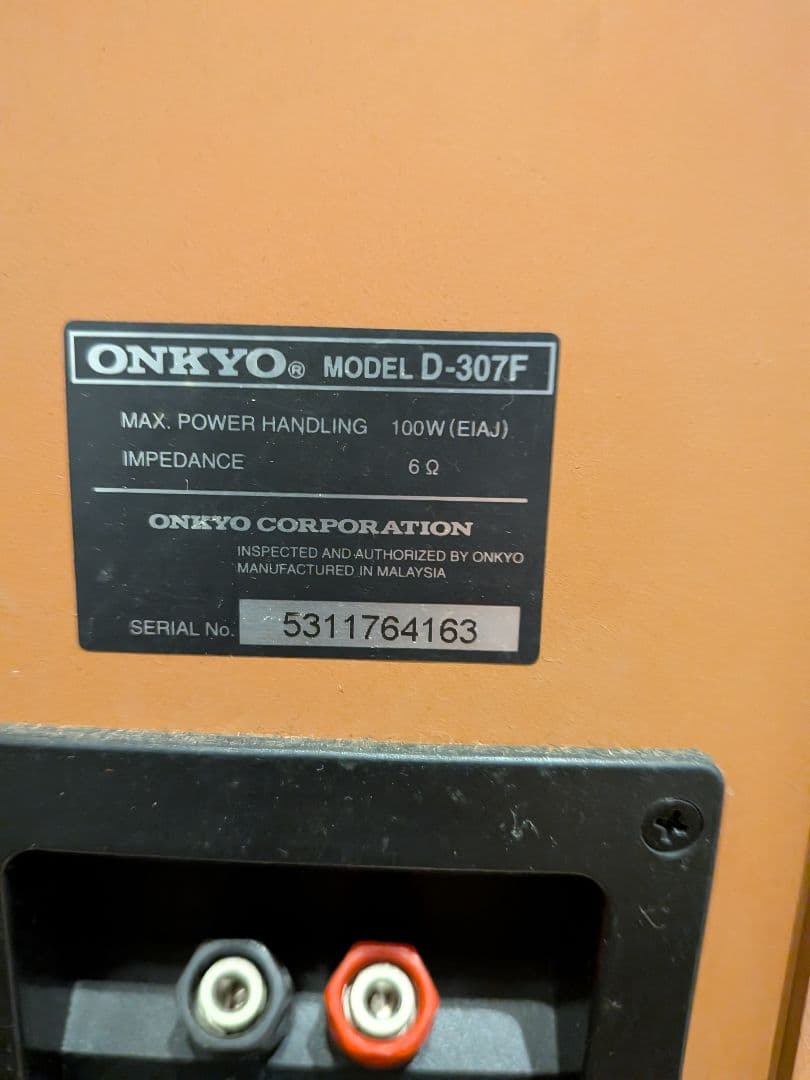 ONKYO® MODEL D-307F
MAX. POWER HANDLING 100W (EIAJ)
IMPEDANCE 6 Ω
ONKYO CORPORATION
INSPECTED AND AUTHORIZED BY ONKYO
MANUFACTURED IN MALAYSIA
SERIAL No. 5311764163